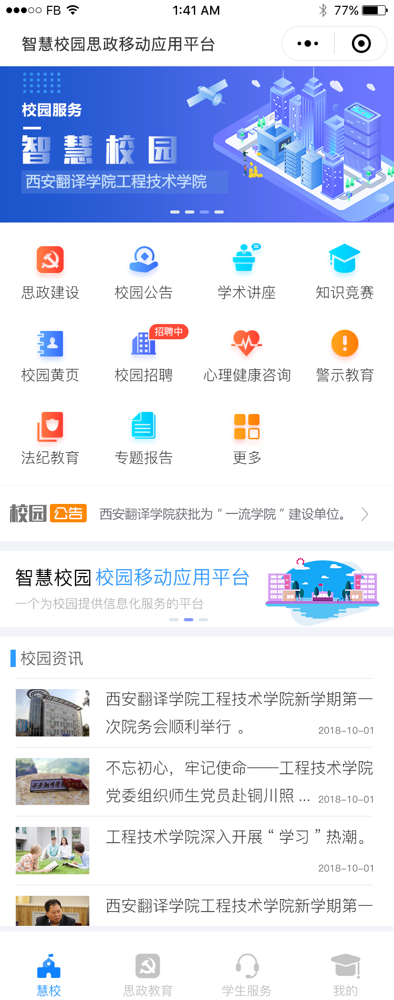 FB 1:41 AM 77%
智慧校园思政移动应用平台
校园服务
智慧校园
西安翻译学院工程技术学院
思政建设 校园公告 学术讲座 知识竞赛
招聘中
校园黄页 校园招聘 心理健康咨询 警示教育
法纪教育 专题报告 更多
校园 公告 西安翻译学院获批为“一流学院”建设单位。
智慧校园 校园移动应用平台
一个为校园提供信息化服务的平台
校园资讯
西安翻译学院工程技术学院新学期第一
次院务会顺利举行 。
2018-10-01
不忘初心，牢记使命——工程技术学院
党委组织师生党员赴铜川照 ...
2018-10-01
工程技术学院深入开展“学习”热潮。
2018-10-01
西安翻译学院工程技术学院新学期第一
慧校 思政教育 学生服务 我的